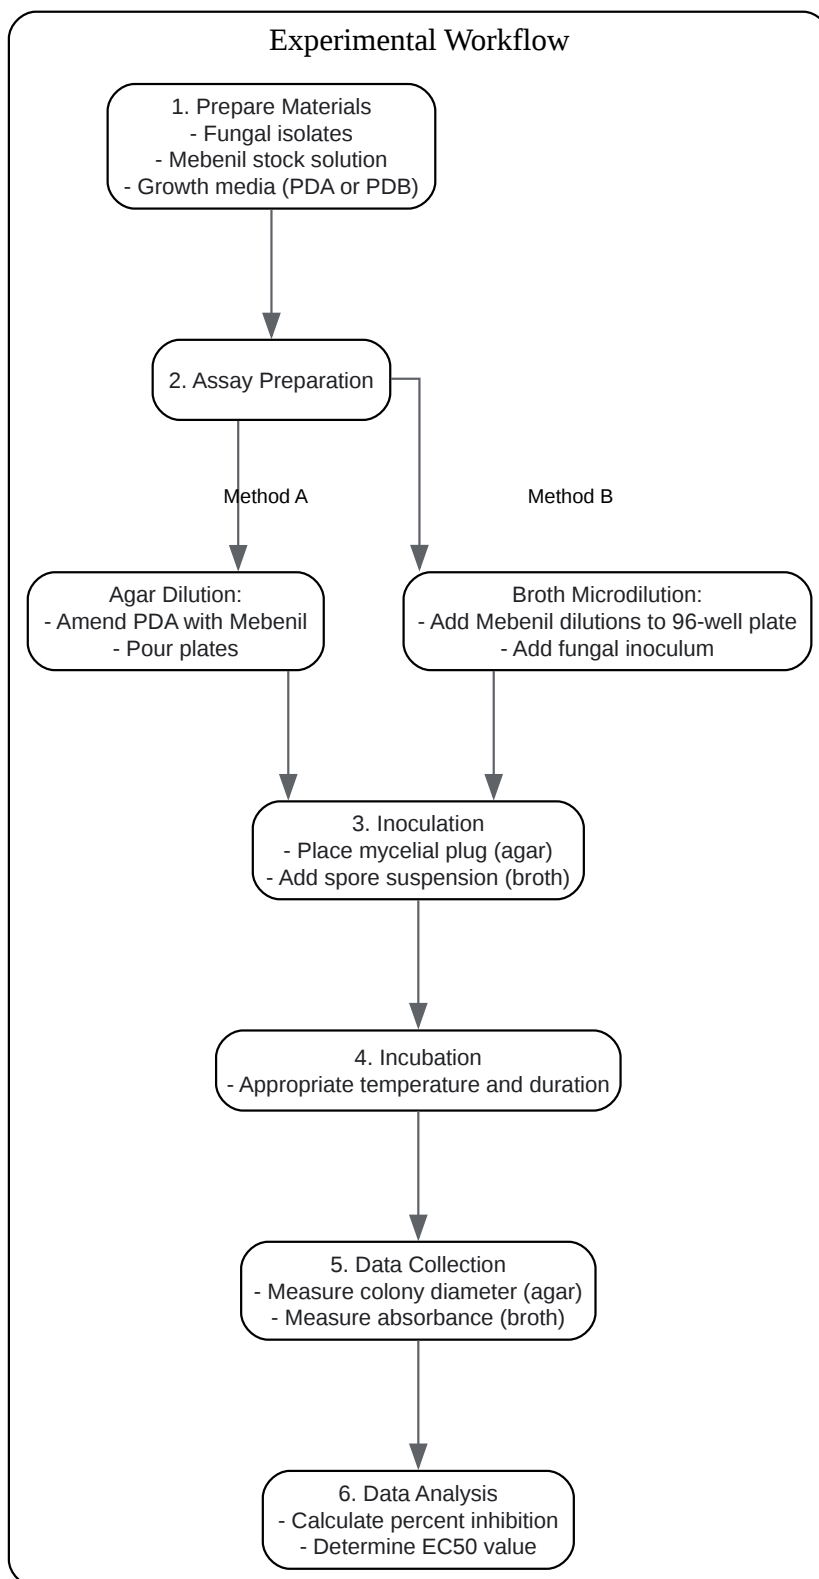 Experimental Workflow
1. Prepare Materials
- Fungal isolates
- Mebenil stock solution
- Growth media (PDA or PDB)
2. Assay Preparation
Method A
Method B
Agar Dilution:
- Amend PDA with Mebenil
- Pour plates
Broth Microdilution:
- Add Mebenil dilutions to 96-well plate
- Add fungal inoculum
3. Inoculation
- Place mycelial plug (agar)
- Add spore suspension (broth)
4. Incubation
- Appropriate temperature and duration
5. Data Collection
- Measure colony diameter (agar)
- Measure absorbance (broth)
6. Data Analysis
- Calculate percent inhibition
- Determine EC50 value